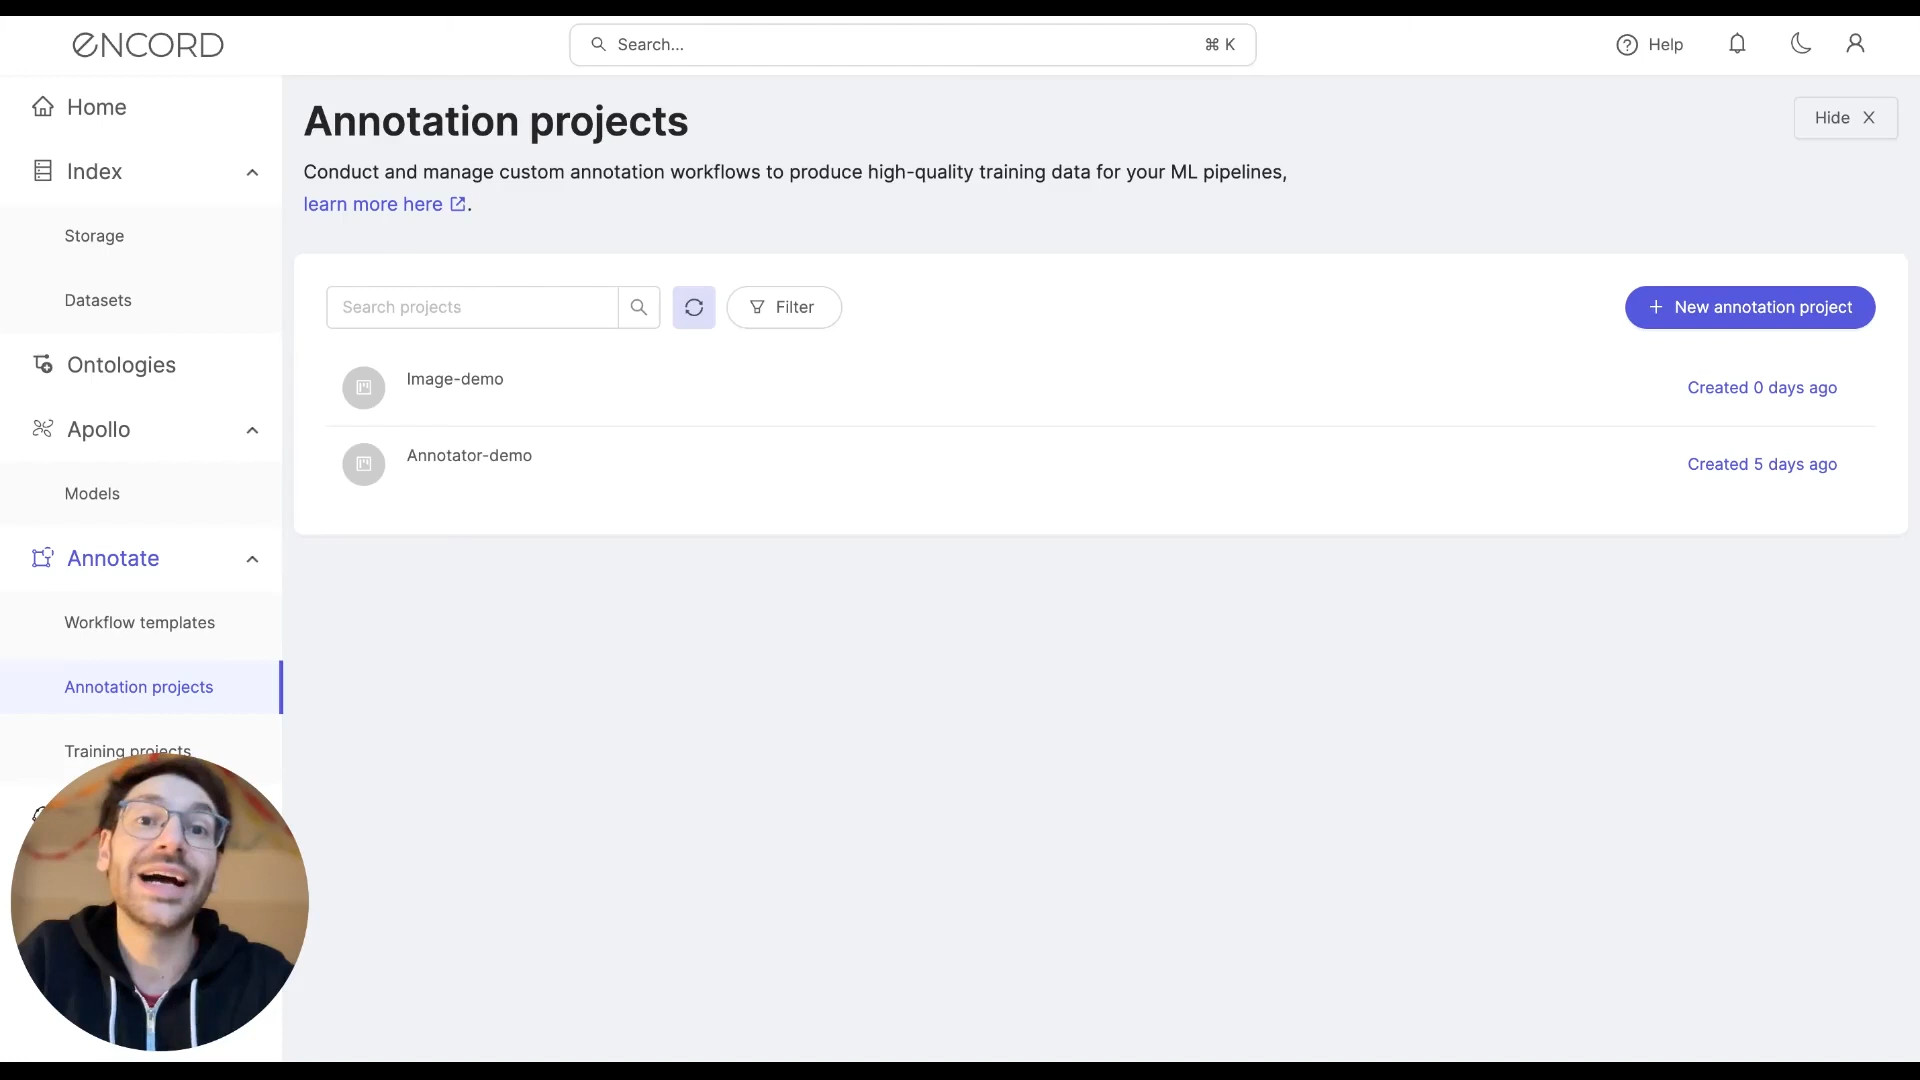 ENCORD
Search...
⌘ K
Help
Home
Index
Storage
Datasets
Ontologies
Apollo
Models
Annotate
Workflow templates
Annotation projects
Training projects
Annotation projects
Hide X
Conduct and manage custom annotation workflows to produce high-quality training data for your ML pipelines,
learn more here.
Search projects
Filter
+ New annotation project
Image-demo
Created 0 days ago
Annotator-demo
Created 5 days ago